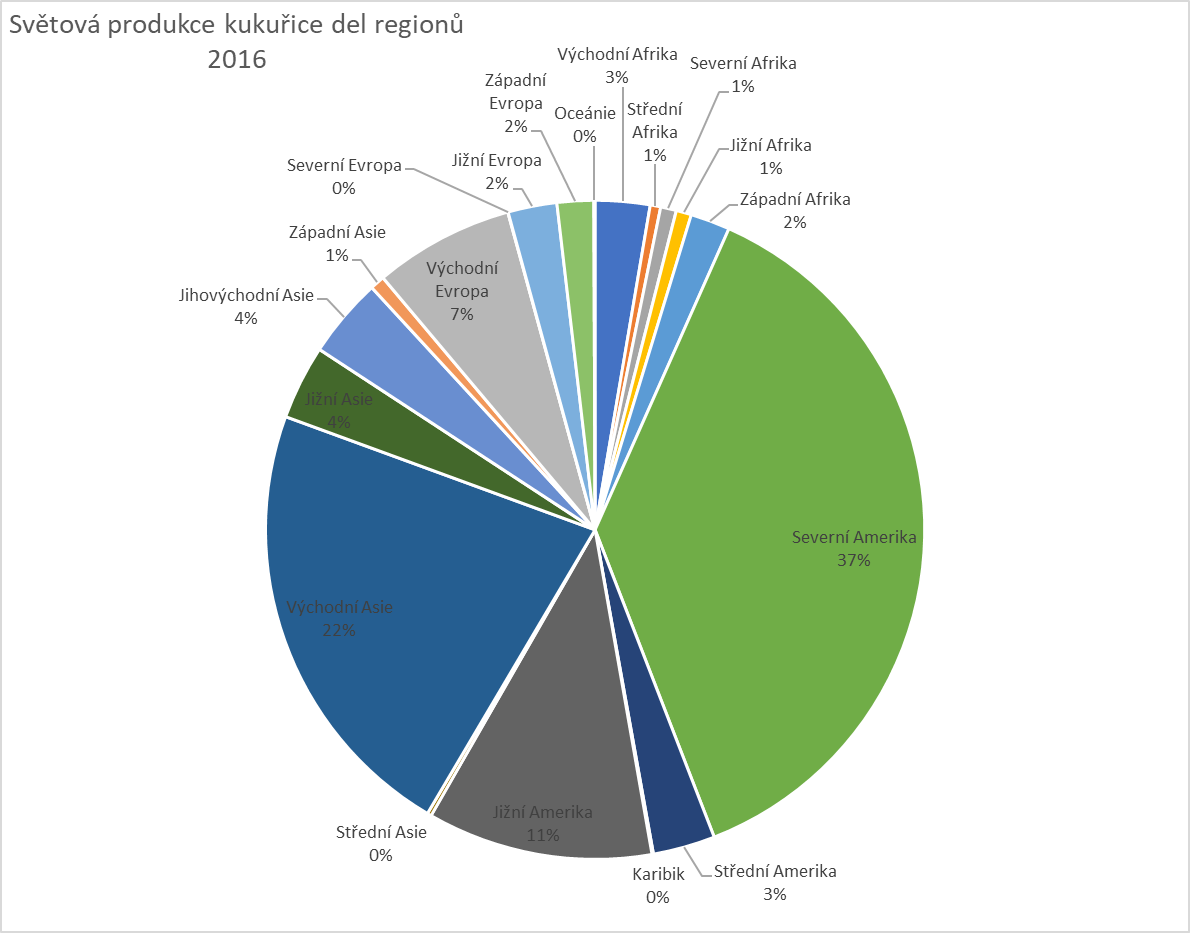 Světová produkce kukuřice del regionů
2016
Východní Afrika
3%
Střední
Afrika
1%
Severní Afrika
1%
Jižní Afrika
1%
Západní Afrika
2%
Severní Amerika
37%
Střední Amerika
3%
Karibik
0%
Jižní Amerika
11%
Střední Asie
0%
Východní Asie
22%
Jižní Asie
4%
Jihovýchodní Asie
4%
Západní Asie
1%
Východní
Evropa
7%
Severní Evropa
0%
Jižní Evropa
2%
Západní
Evropa
2%
Oceánie
0%